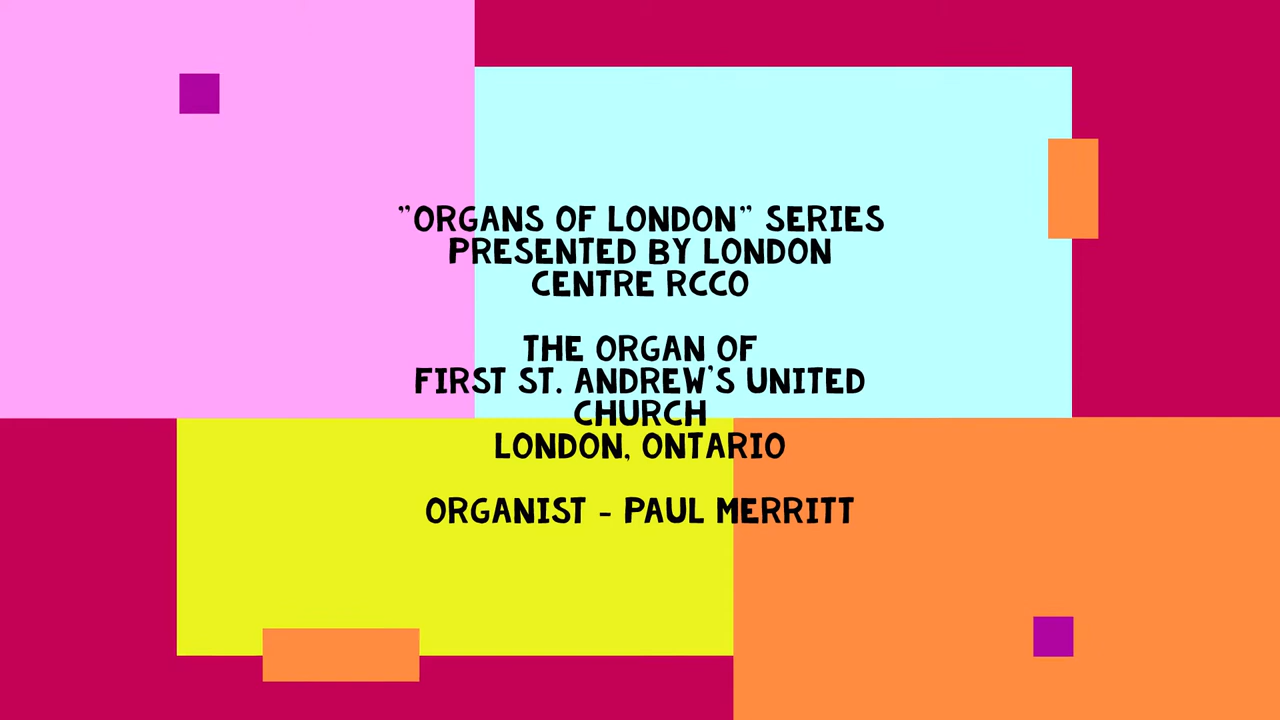 "ORGANS OF LONDON" SERIES
PRESENTED BY LONDON
CENTRE RCCO
THE ORGAN OF
FIRST ST. ANDREW'S UNITED
CHURCH
LONDON, ONTARIO
ORGANIST - PAUL MERRITT